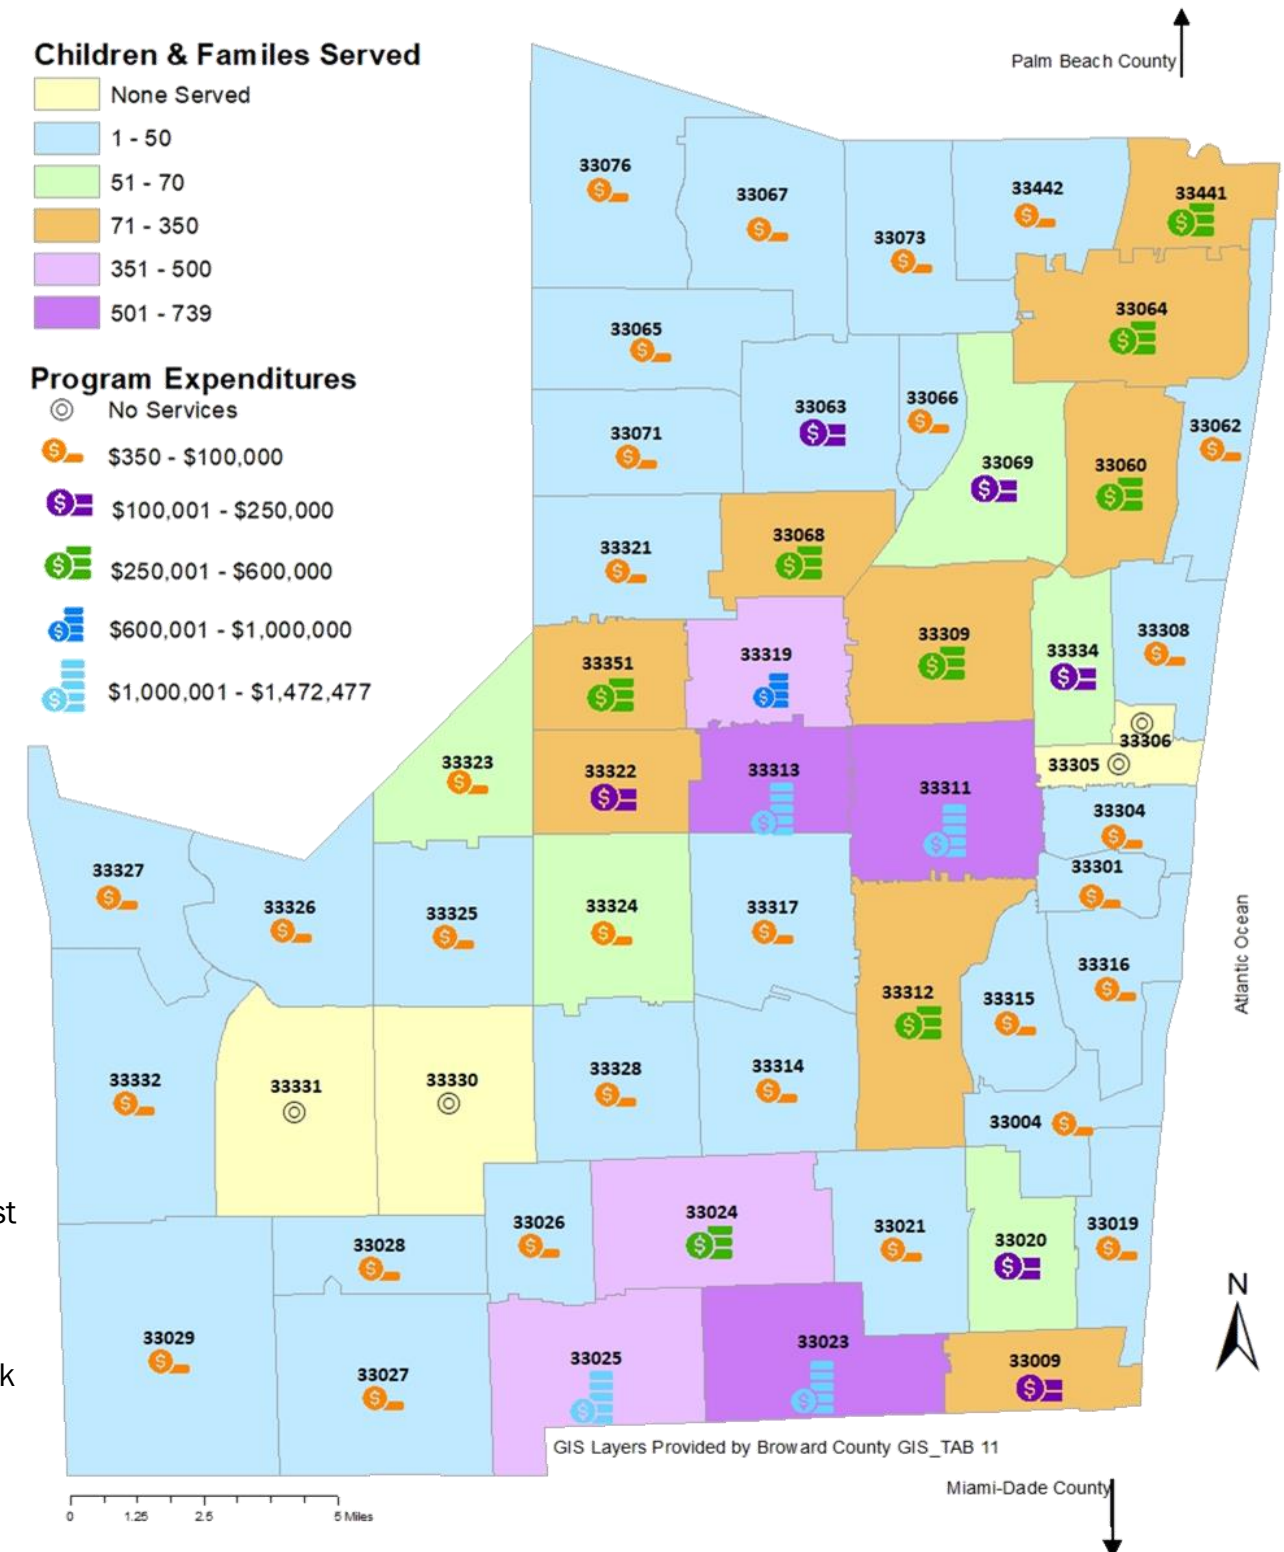 Palm Beach County
Children & Familes Served
None Served
1 - 50
51 - 70
71 - 350
351 - 500
501 - 739
Program Expenditures
No Services
$350 - $100,000
$100,001 - $250,000
$250,001 - $600,000
$600,001 - $1,000,000
$1,000,001 - $1,472,477
33076
33067
33442
33441
33073
33064
33065
33066
33063
33062
33071
33069
33060
33068
33321
33308
33309
33334
33319
33351
33306
33323
33305
33322
33313
33311
33304
33301
33327
33326
33325
33324
33317
33316
33312
33315
33332
33331
33330
33328
33314
33004
st
33026
33024
33021
33020
33019
33028
33029
33027
33025
33023
33009
k
Atlantic Ocean
N
GIS Layers Provided by Broward County GIS_TAB 11
Miami-Dade County
0 1.25 2.5 5 Miles